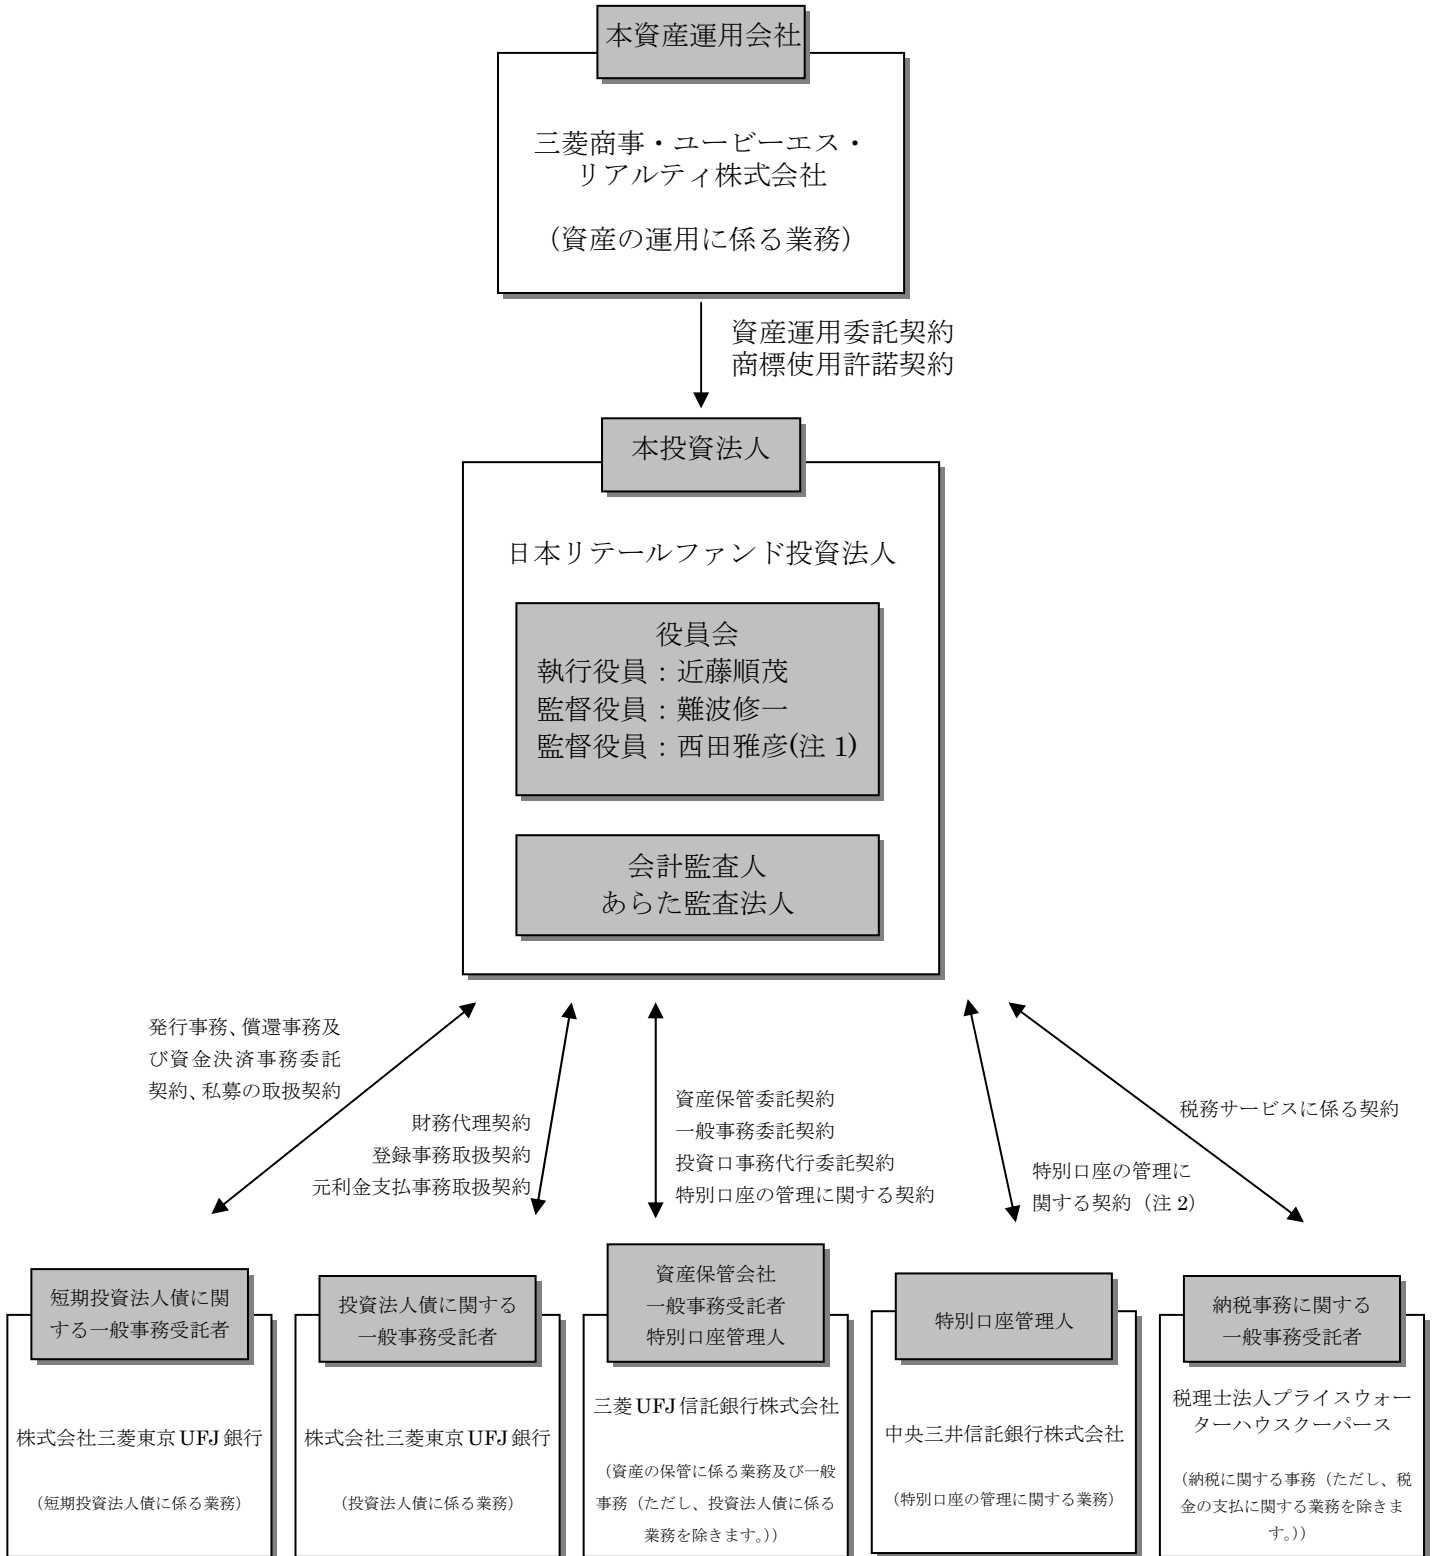 本資産運用会社
三菱商事・ユービーエス・
リアルティ株式会社
（資産の運用に係る業務）
資産運用委託契約
商標使用許諾契約
本投資法人
日本リテールファンド投資法人
役員会
執行役員：近藤順茂
監督役員：難波修一
監督役員：西田雅彦(注 1)
会計監査人
あらた監査法人
発行事務、償還事務及
び資金決済事務委託
契約、私募の取扱契約
財務代理契約
登録事務取扱契約
元利金支払事務取扱契約
資産保管委託契約
一般事務委託契約
投資口事務代行委託契約
特別口座の管理に関する契約
特別口座の管理に
関する契約（注 2）
税務サービスに係る契約
短期投資法人債に関
する一般事務受託者
株式会社三菱東京 UFJ 銀行
（短期投資法人債に係る業務）
投資法人債に関する
一般事務受託者
株式会社三菱東京 UFJ 銀行
（投資法人債に係る業務）
資産保管会社
一般事務受託者
特別口座管理人
三菱 UFJ 信託銀行株式会社
（資産の保管に係る業務及び一般
事務（ただし、投資法人債に係る
業務を除きます。））
特別口座管理人
中央三井信託銀行株式会社
（特別口座の管理に関する業務）
納税事務に関する
一般事務受託者
税理士法人プライスウォー
ターハウスクーパース
（納税に関する事務（ただし、税
金の支払に関する業務を除きま
す。））